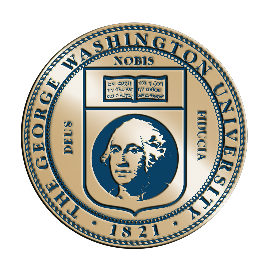 THE GEORGE WASHINGTON UNIVERSITY
NOBIS
DEUS
FIDUCIA
· 1821 ·